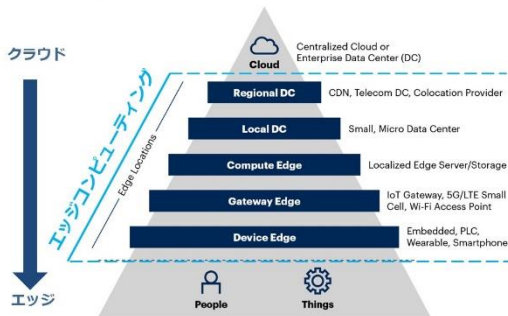 クラウド
Cloud
Centralized Cloud or
Enterprise Data Center (DC)
エッジコンピューティング
Edge Locations
Regional DC
CDN, Telecom DC, Colocation Provider
Local DC
Small, Micro Data Center
Compute Edge
Localized Edge Server/Storage
Gateway Edge
IoT Gateway, 5G/LTE Small
Cell, Wi-Fi Access Point
Device Edge
Embedded, PLC,
Wearable, Smartphone
エッジ
People
Things